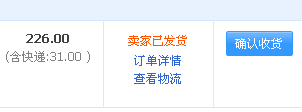 226.00
(含快递:31.00 )
卖家已发货
订单详情
查看物流
确认收货